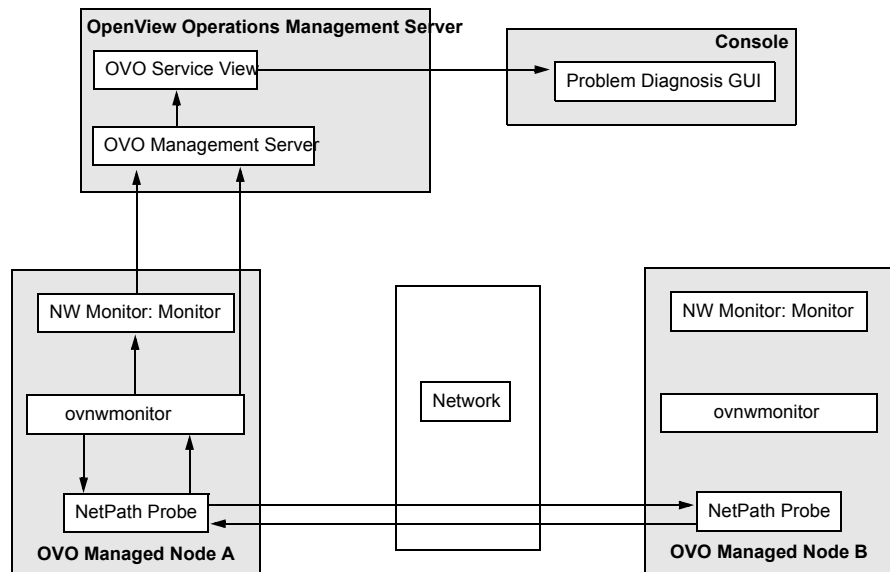 OpenView Operations Management Server
OVO Service View
OVO Management Server
Console
Problem Diagnosis GUI
NW Monitor: Monitor
ovnwmonitor
NetPath Probe
OVO Managed Node A
Network
NW Monitor: Monitor
ovnwmonitor
NetPath Probe
OVO Managed Node B